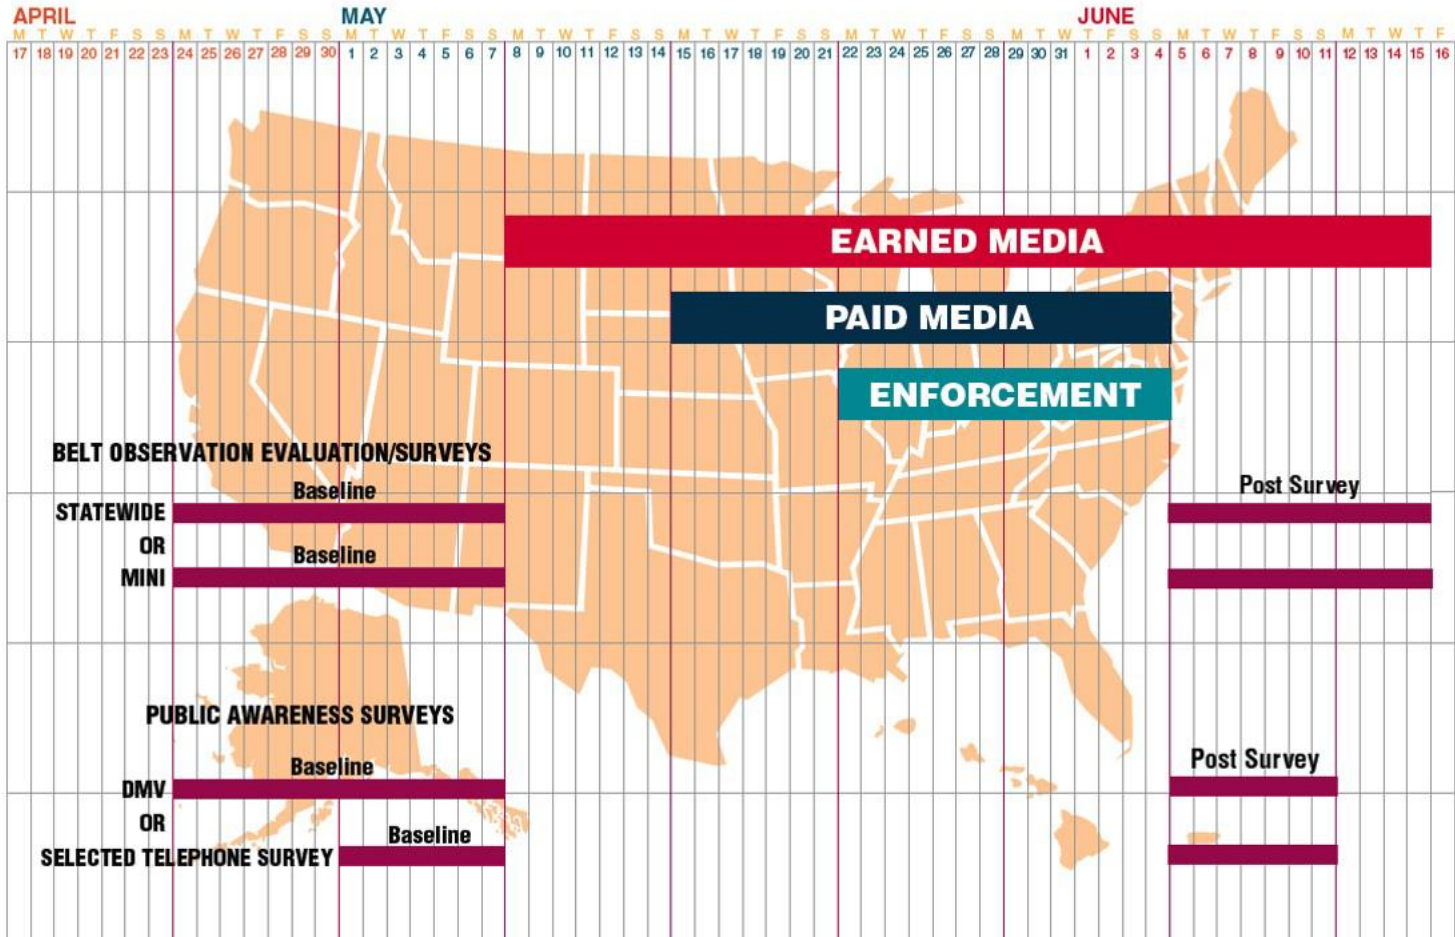 APRIL MAY JUNE
M T W T F S S M T W T F S S M T W T F S S M T W T F S S M T W T F S S M T W T F S S M T W T F S S M T W T F S S M T W T F
17 18 19 20 21 22 23 24 25 26 27 28 29 30 1 2 3 4 5 6 7 8 9 10 11 12 13 14 15 16 17 18 19 20 21 22 23 24 25 26 27 28 29 30 31 1 2 3 4 5 6 7 8 9 10 11 12 13 14 15 16
EARNED MEDIA
PAID MEDIA
ENFORCEMENT
BELT OBSERVATION EVALUATION/SURVEYS
Baseline Post Survey
STATEWIDE
OR
Baseline
MINI
PUBLIC AWARENESS SURVEYS
Baseline Post Survey
DMV
OR
Baseline
SELECTED TELEPHONE SURVEY